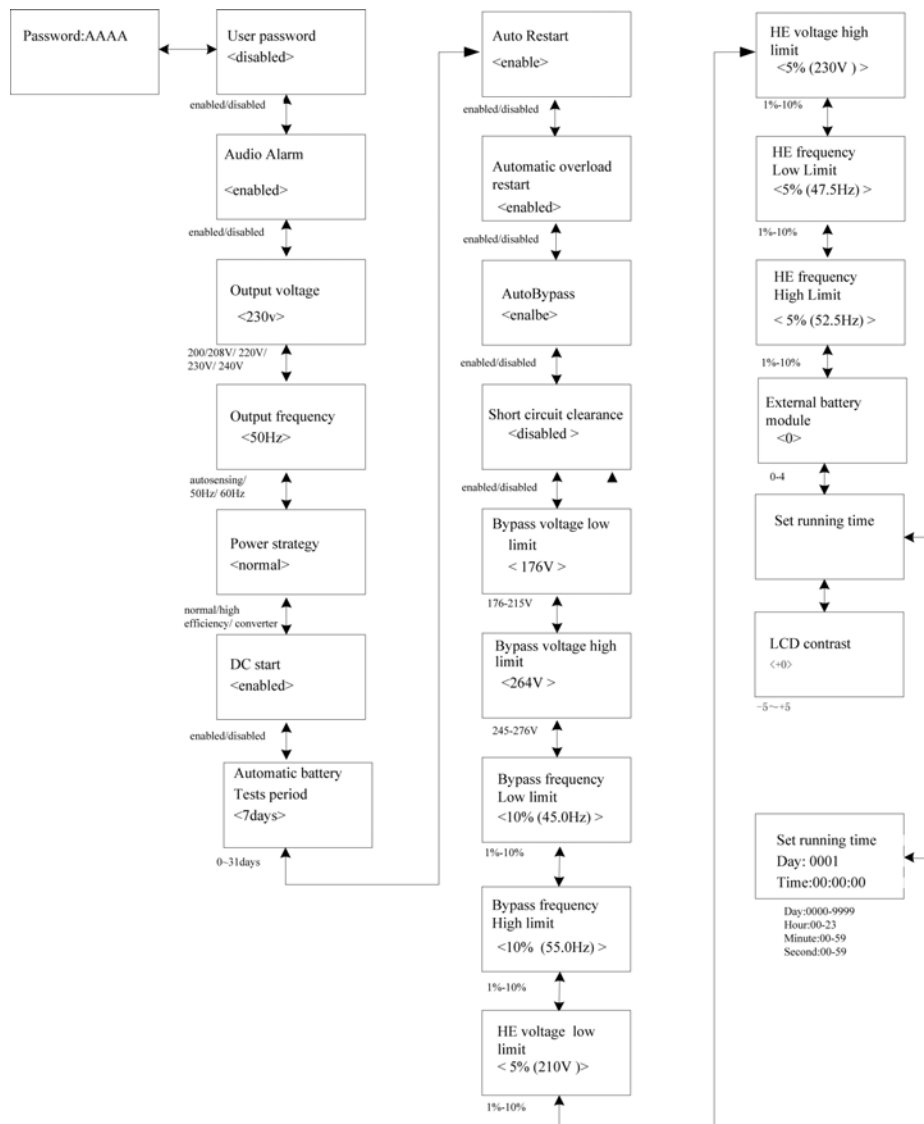 Password:AAAA
User password
<disabled>
enabled/disabled
Audio Alarm
<enabled>
enabled/disabled
Output voltage
<230v>
200/208V/ 220V/
230V/ 240V
Output frequency
<50Hz>
autosensing/
50Hz/ 60Hz
Power strategy
<normal>
normal/high
efficiency/ converter
DC start
<enabled>
enabled/disabled
Automatic battery
Tests period
<7days>
0~31days
Auto Restart
<enable>
enabled/disabled
Automatic overload
restart
<enabled>
enabled/disabled
AutoBypass
<enalbe>
enabled/disabled
Short circuit clearance
<disabled >
enabled/disabled
Bypass voltage low
limit
< 176V >
176-215V
Bypass voltage high
limit
<264V >
245-276V
Bypass frequency
Low limit
<10% (45.0Hz) >
1%-10%
Bypass frequency
High limit
<10% (55.0Hz) >
1%-10%
HE voltage low
limit
< 5% (210V )>
1%-10%
HE voltage high
limit
<5% (230V ) >
1%-10%
HE frequency
Low Limit
<5% (47.5Hz) >
1%-10%
HE frequency
High Limit
< 5% (52.5Hz) >
1%-10%
External battery
module
<0>
0-4
Set running time
LCD contrast
<+0>
-5~+5
Set running time
Day: 0001
Time:00:00:00
Day:0000-9999
Hour:00-23
Minute:00-59
Second:00-59